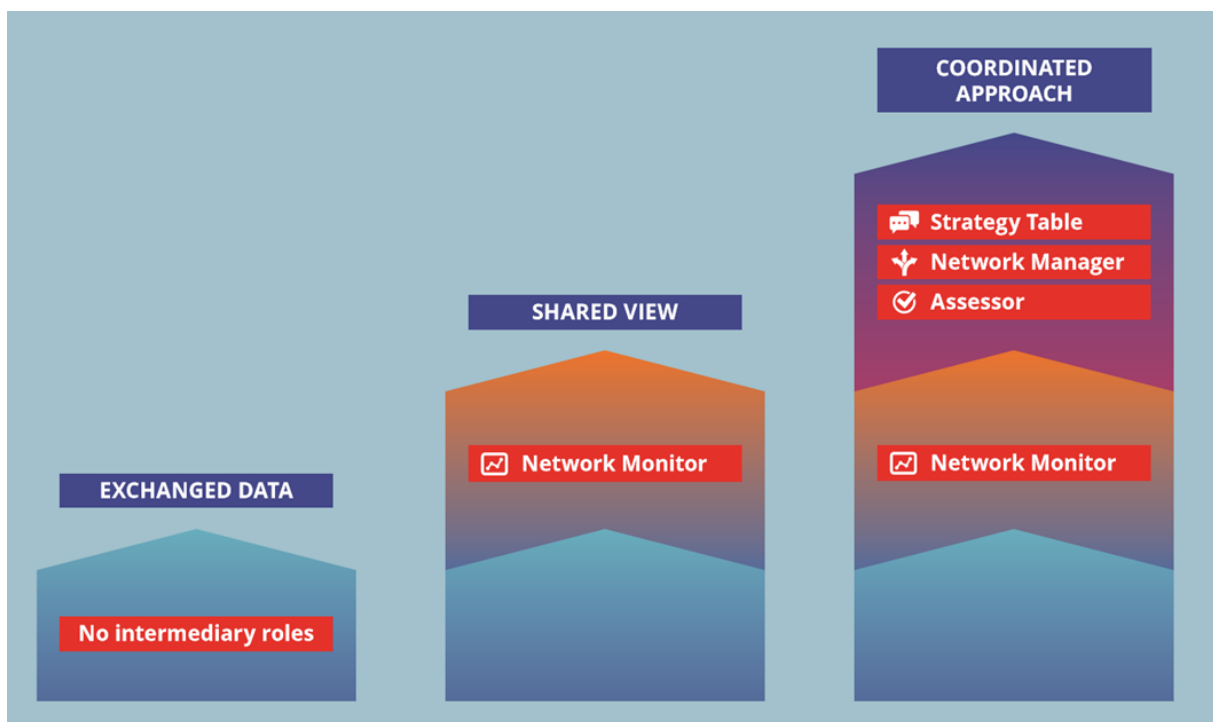 EXCHANGED DATA
No intermediary roles
SHARED VIEW
Network Monitor
COORDINATED
APPROACH
Strategy Table
Network Manager
Assessor
Network Monitor